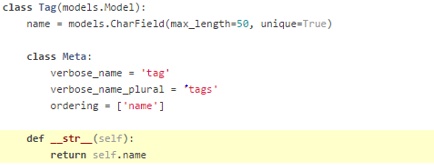 class Tag(models.Model):
    name = models.CharField(max_length=50, unique=True)
    class Meta:
        verbose_name = 'tag'
        verbose_name_plural = 'tags'
        ordering = ['name']
    def __str__(self):
        return self.name